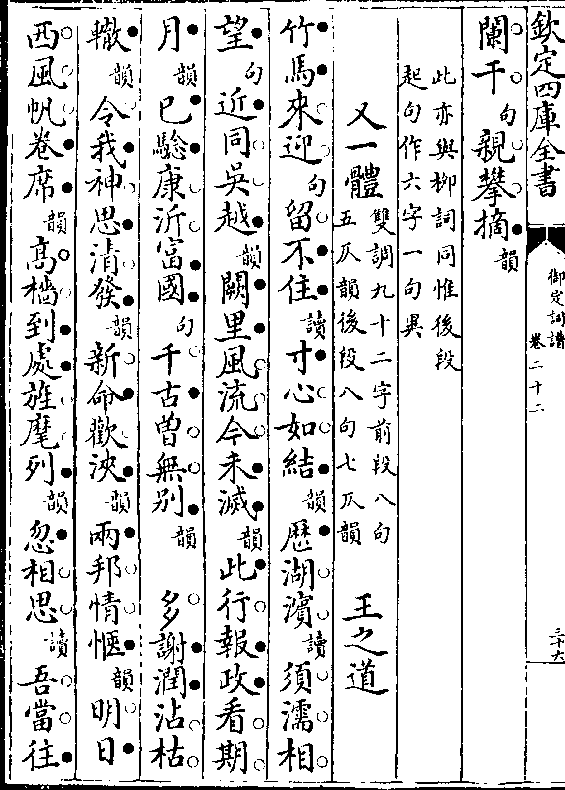 欽定四庫全書
御定詞譜
卷二十二
三十六
闌干句親攀摘韻
此亦與柳詞同惟後段
起句作六字一句異
又一體雙調九十二字前段八句
五仄韻後段八句七仄韻
王之道
竹馬來迎句留不住讀寸心如結韻歷湖濵讀須濡相
望句近同吳越韻闕里風流今未滅韻此行報政看期
月韻已驗康沂富國句千古曾無别韻 多謝潤沾枯
轍韻令我神思清發韻新命歡浹韻兩邦情愜韻明日
西風帆卷席韻高檣到處旌麾列韻忽相思讀吾當往